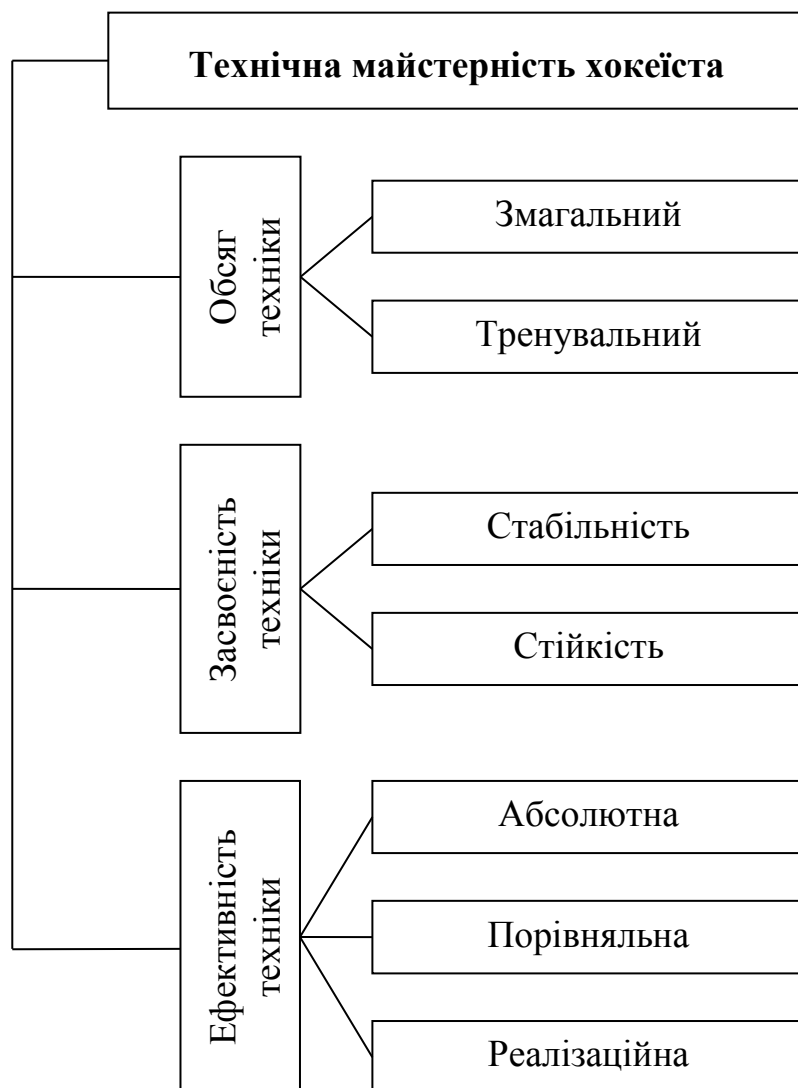 Технічна майстерність хокеїста
Обсяг
техніки
Змагальний
Тренувальний
Засвоєність
техніки
Стабільність
Стійкість
Ефективність
техніки
Абсолютна
Порівняльна
Реалізаційна